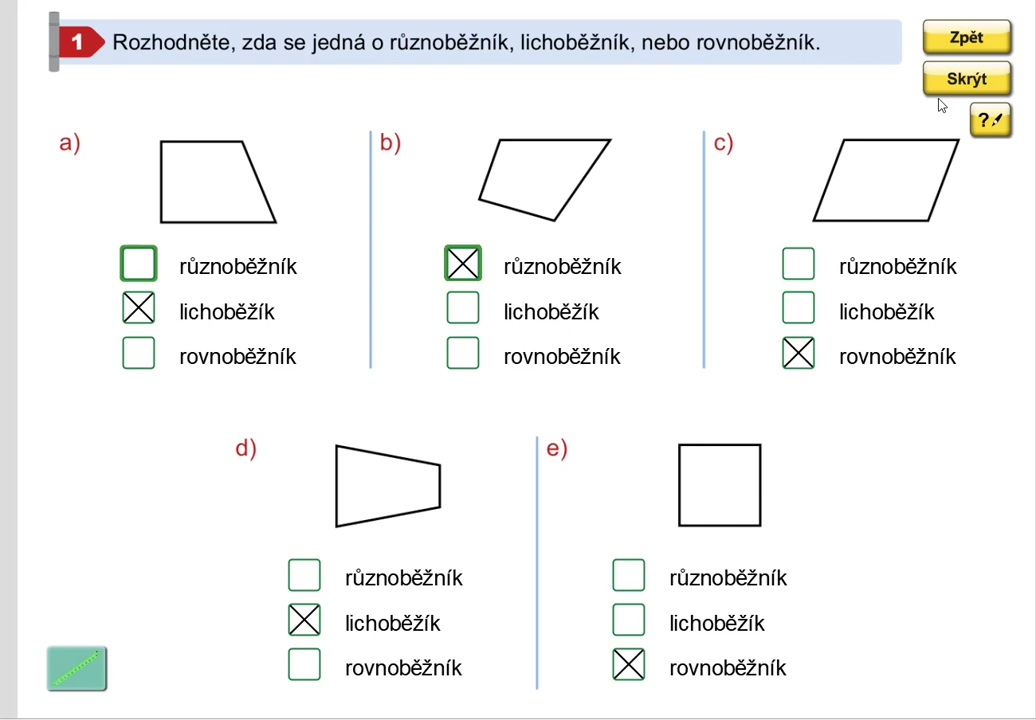 1 Rozhodněte, zda se jedná o různoběžník, lichoběžník, nebo rovnoběžník.
Zpět
Skrýt
?
a)
různoběžník
lichoběžík
rovnoběžník
b)
různoběžník
lichoběžík
rovnoběžník
c)
různoběžník
lichoběžík
rovnoběžník
d)
různoběžník
lichoběžík
rovnoběžník
e)
různoběžník
lichoběžík
rovnoběžník